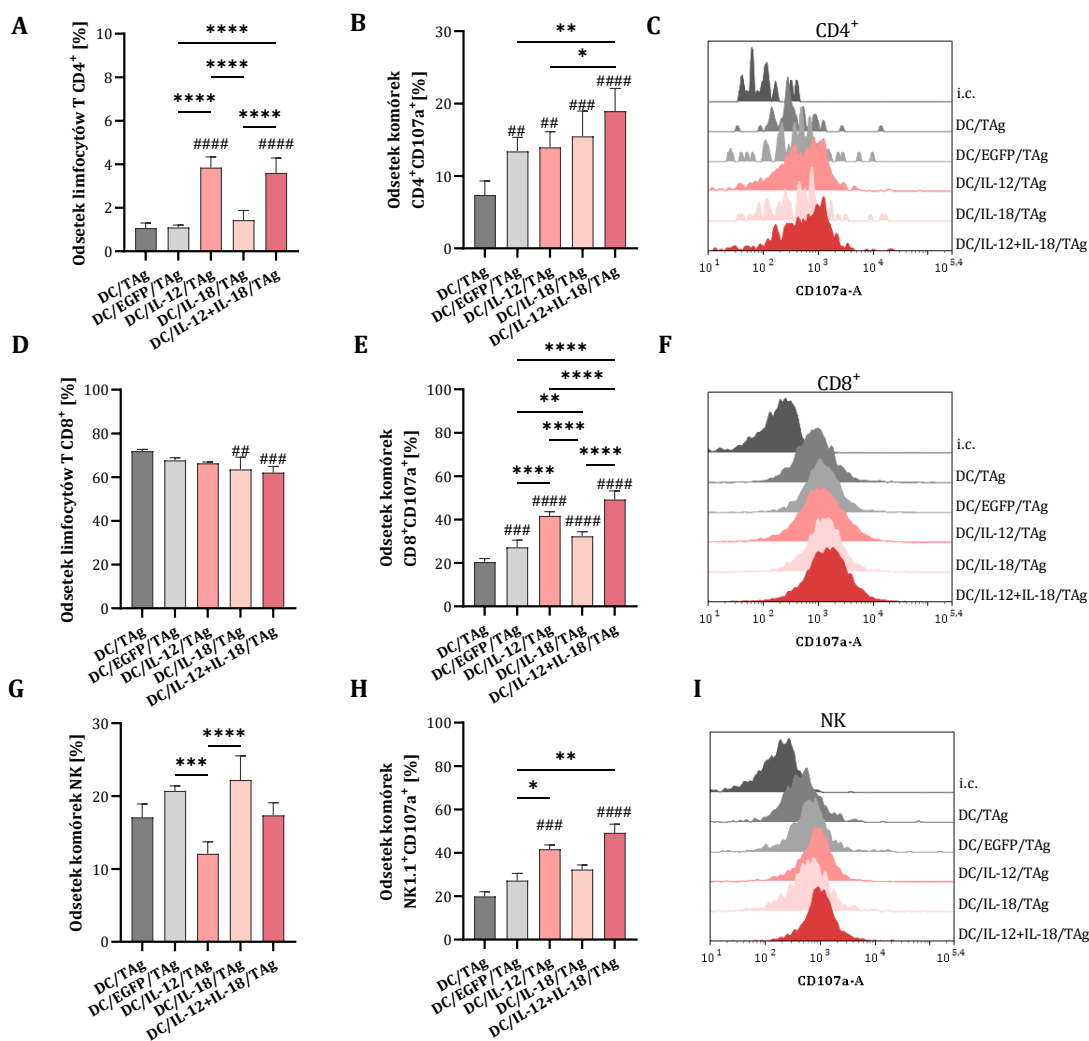 A
Odsetek limfocytów T CD4⁺ [%]
10
8
6
4
2
0
****
****
****
****
####
####
DC/TAg
DC/EGFP/TAg
DC/IL-12/TAg
DC/IL-18/TAg
DC/IL-12+IL-18/TAg
B
Odsetek komórek
CD4⁺CD107a⁺[%]
30
20
10
0
**
*
##
##
###
####
DC/TAg
DC/EGFP/TAg
DC/IL-12/TAg
DC/IL-18/TAg
DC/IL-12+IL-18/TAg
C
CD4⁺
i.c.
DC/TAg
DC/EGFP/TAg
DC/IL-12/TAg
DC/IL-18/TAg
DC/IL-12+IL-18/TAg
10¹ 10² 10³ 10⁴ 10⁵·⁴
CD107a-A
D
Odsetek limfocytów T CD8⁺ [%]
100
80
60
40
20
0
##
###
DC/TAg
DC/EGFP/TAg
DC/IL-12/TAg
DC/IL-18/TAg
DC/IL-12+IL-18/TAg
E
Odsetek komórek
CD8⁺CD107a⁺[%]
100
80
60
40
20
0
****
****
**
****
****
****
###
####
####
####
DC/TAg
DC/EGFP/TAg
DC/IL-12/TAg
DC/IL-18/TAg
DC/IL-12+IL-18/TAg
F
CD8⁺
i.c.
DC/TAg
DC/EGFP/TAg
DC/IL-12/TAg
DC/IL-18/TAg
DC/IL-12+IL-18/TAg
10¹ 10² 10³ 10⁴ 10⁵·⁴
CD107a-A
G
Odsetek komórek NK [%]
30
20
10
0
***
****
DC/TAg
DC/EGFP/TAg
DC/IL-12/TAg
DC/IL-18/TAg
DC/IL-12+IL-18/TAg
H
Odsetek komórek
NK1.1⁺CD107a⁺ [%]
100
80
60
40
20
0
**
*
###
####
DC/TAg
DC/EGFP/TAg
DC/IL-12/TAg
DC/IL-18/TAg
DC/IL-12+IL-18/TAg
I
NK
i.c.
DC/TAg
DC/EGFP/TAg
DC/IL-12/TAg
DC/IL-18/TAg
DC/IL-12+IL-18/TAg
10¹ 10² 10³ 10⁴ 10⁵·⁴
CD107a-A